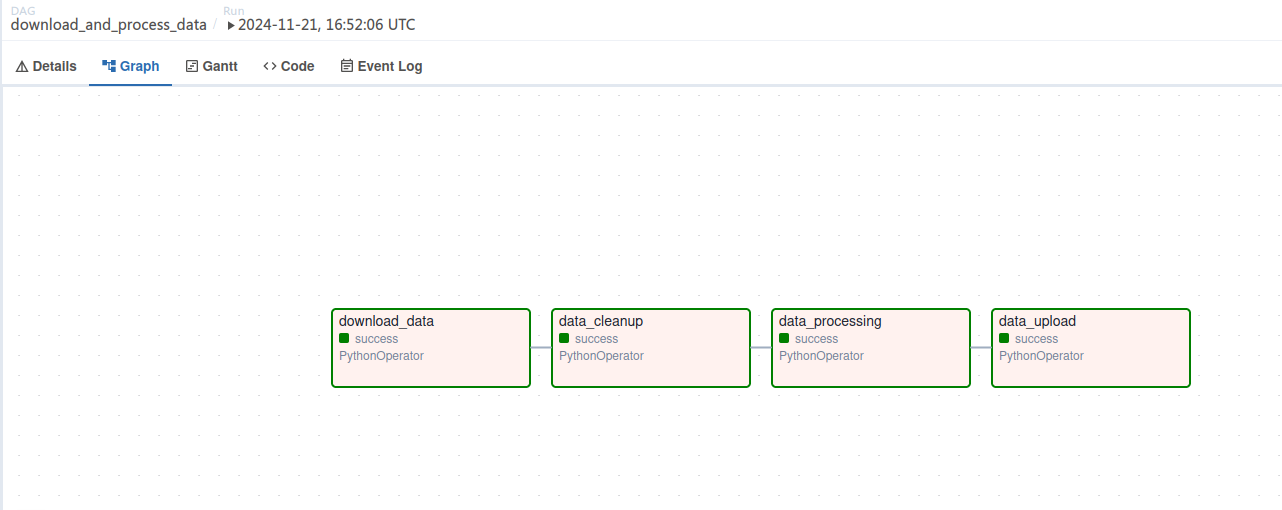 DAG
download_and_process_data
/
Run
2024-11-21, 16:52:06 UTC
Details
Graph
Gantt
Code
Event Log
download_data
success
PythonOperator
data_cleanup
success
PythonOperator
data_processing
success
PythonOperator
data_upload
success
PythonOperator